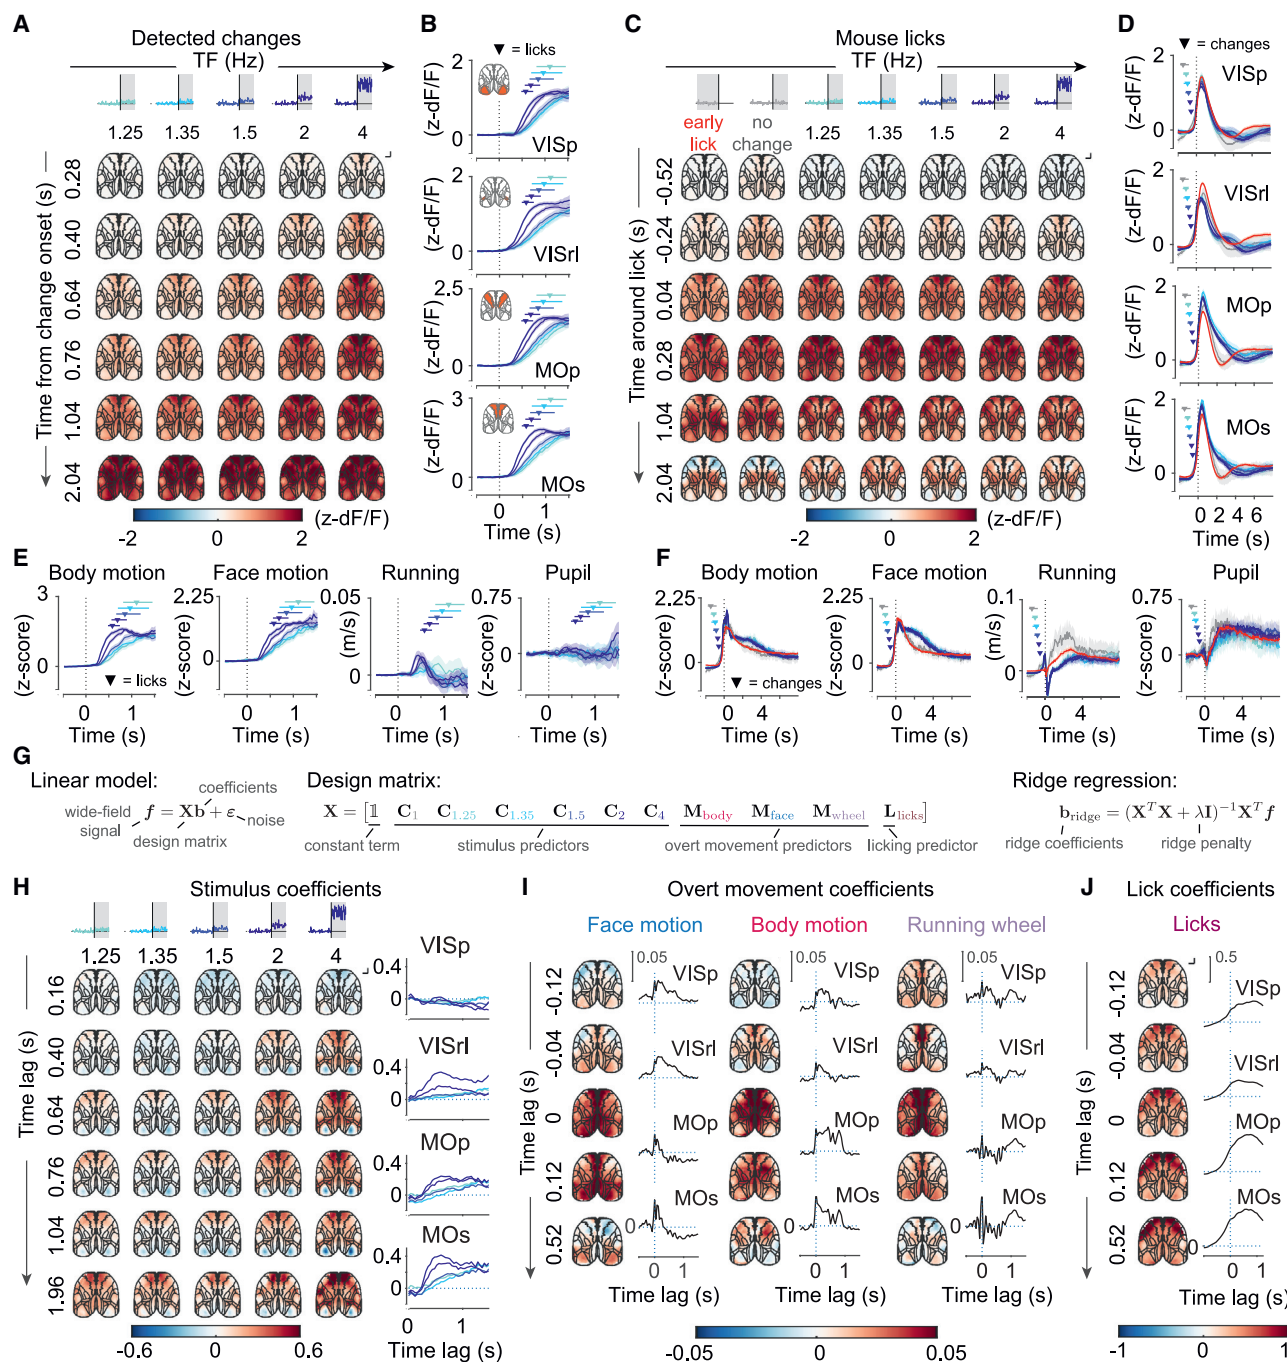 A
Detected changes
TF (Hz)
1.25 1.35 1.5 2 4
Time from change onset (s)
0.28
0.40
0.64
0.76
1.04
2.04
-2 0 2 (z-dF/F)
B
▼ = licks
2
0
(z-dF/F)
VISp
2
0
(z-dF/F)
VISrl
2.5
0
(z-dF/F)
MOp
3
0
(z-dF/F)
MOs
0 1
Time (s)
C
Mouse licks
TF (Hz)
early lick
no change
1.25 1.35 1.5 2 4
Time around lick (s)
-0.52
-0.24
0.04
0.28
1.04
2.04
-2 0 2 (z-dF/F)
D
▼ = changes
2
0
(z-dF/F)
VISp
2
0
(z-dF/F)
VISrl
2
0
(z-dF/F)
MOp
2
0
(z-dF/F)
MOs
0 2 4 6
Time (s)
E
Body motion
3
0
(z-score)
▼ = licks
0 1
Time (s)
Face motion
2.25
0
(z-score)
0 1
Time (s)
Running
0.05
0
(m/s)
0 1
Time (s)
Pupil
0.75
0
(z-score)
0 1
Time (s)
F
Body motion
2.25
0
(z-score)
▼ = changes
0 4
Time (s)
Face motion
2.25
0
(z-score)
0 4
Time (s)
Running
0.1
0
(m/s)
0 4
Time (s)
Pupil
0.75
0
(z-score)
0 4
Time (s)
G
Linear model:
coefficients
wide-field signal
f = Xb + ε
noise
design matrix
Design matrix:
X = [𝟙 C1 C1.25 C1.35 C1.5 C2 C4 Mbody Mface Mwheel Llicks]
constant term stimulus predictors overt movement predictors licking predictor
Ridge regression:
b_ridge = (X^T X + λI)^-1 X^T f
ridge coefficients ridge penalty
H
Stimulus coefficients
1.25 1.35 1.5 2 4
Time lag (s)
0.16
0.40
0.64
0.76
1.04
1.96
-0.6 0 0.6
VISp
0.4
0
VISrl
0.4
0
MOp
0.4
0
MOs
0.4
0
0 1
Time lag (s)
I
Overt movement coefficients
Face motion Body motion Running wheel
Time lag (s)
-0.12
-0.04
0
0.12
0.52
0.05
VISp
VISrl
MOp
MOs
0 1
Time lag (s)
0.05
VISp
VISrl
MOp
MOs
0
0 1
Time lag (s)
0.05
VISp
VISrl
MOp
MOs
0
0 1
Time lag (s)
-0.05 0 0.05
J
Lick coefficients
Licks
Time lag (s)
-0.12
-0.04
0
0.12
0.52
0.5
VISp
VISrl
MOp
MOs
0
0 1
Time lag (s)
-1 0 1